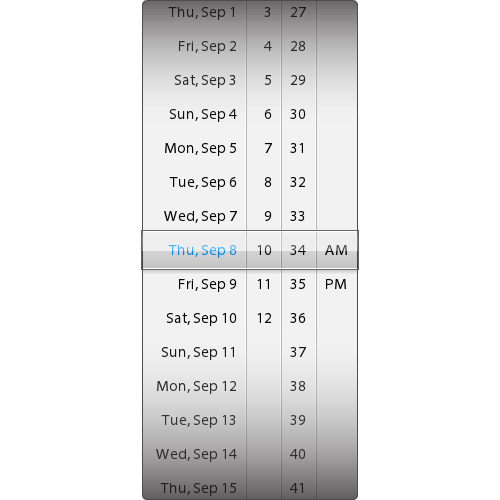 Thu, Sep 1 3 27
Fri, Sep 2 4 28
Sat, Sep 3 5 29
Sun, Sep 4 6 30
Mon, Sep 5 7 31
Tue, Sep 6 8 32
Wed, Sep 7 9 33
Thu, Sep 8 10 34 AM
Fri, Sep 9 11 35 PM
Sat, Sep 10 12 36
Sun, Sep 11 37
Mon, Sep 12 38
Tue, Sep 13 39
Wed, Sep 14 40
Thu, Sep 15 41